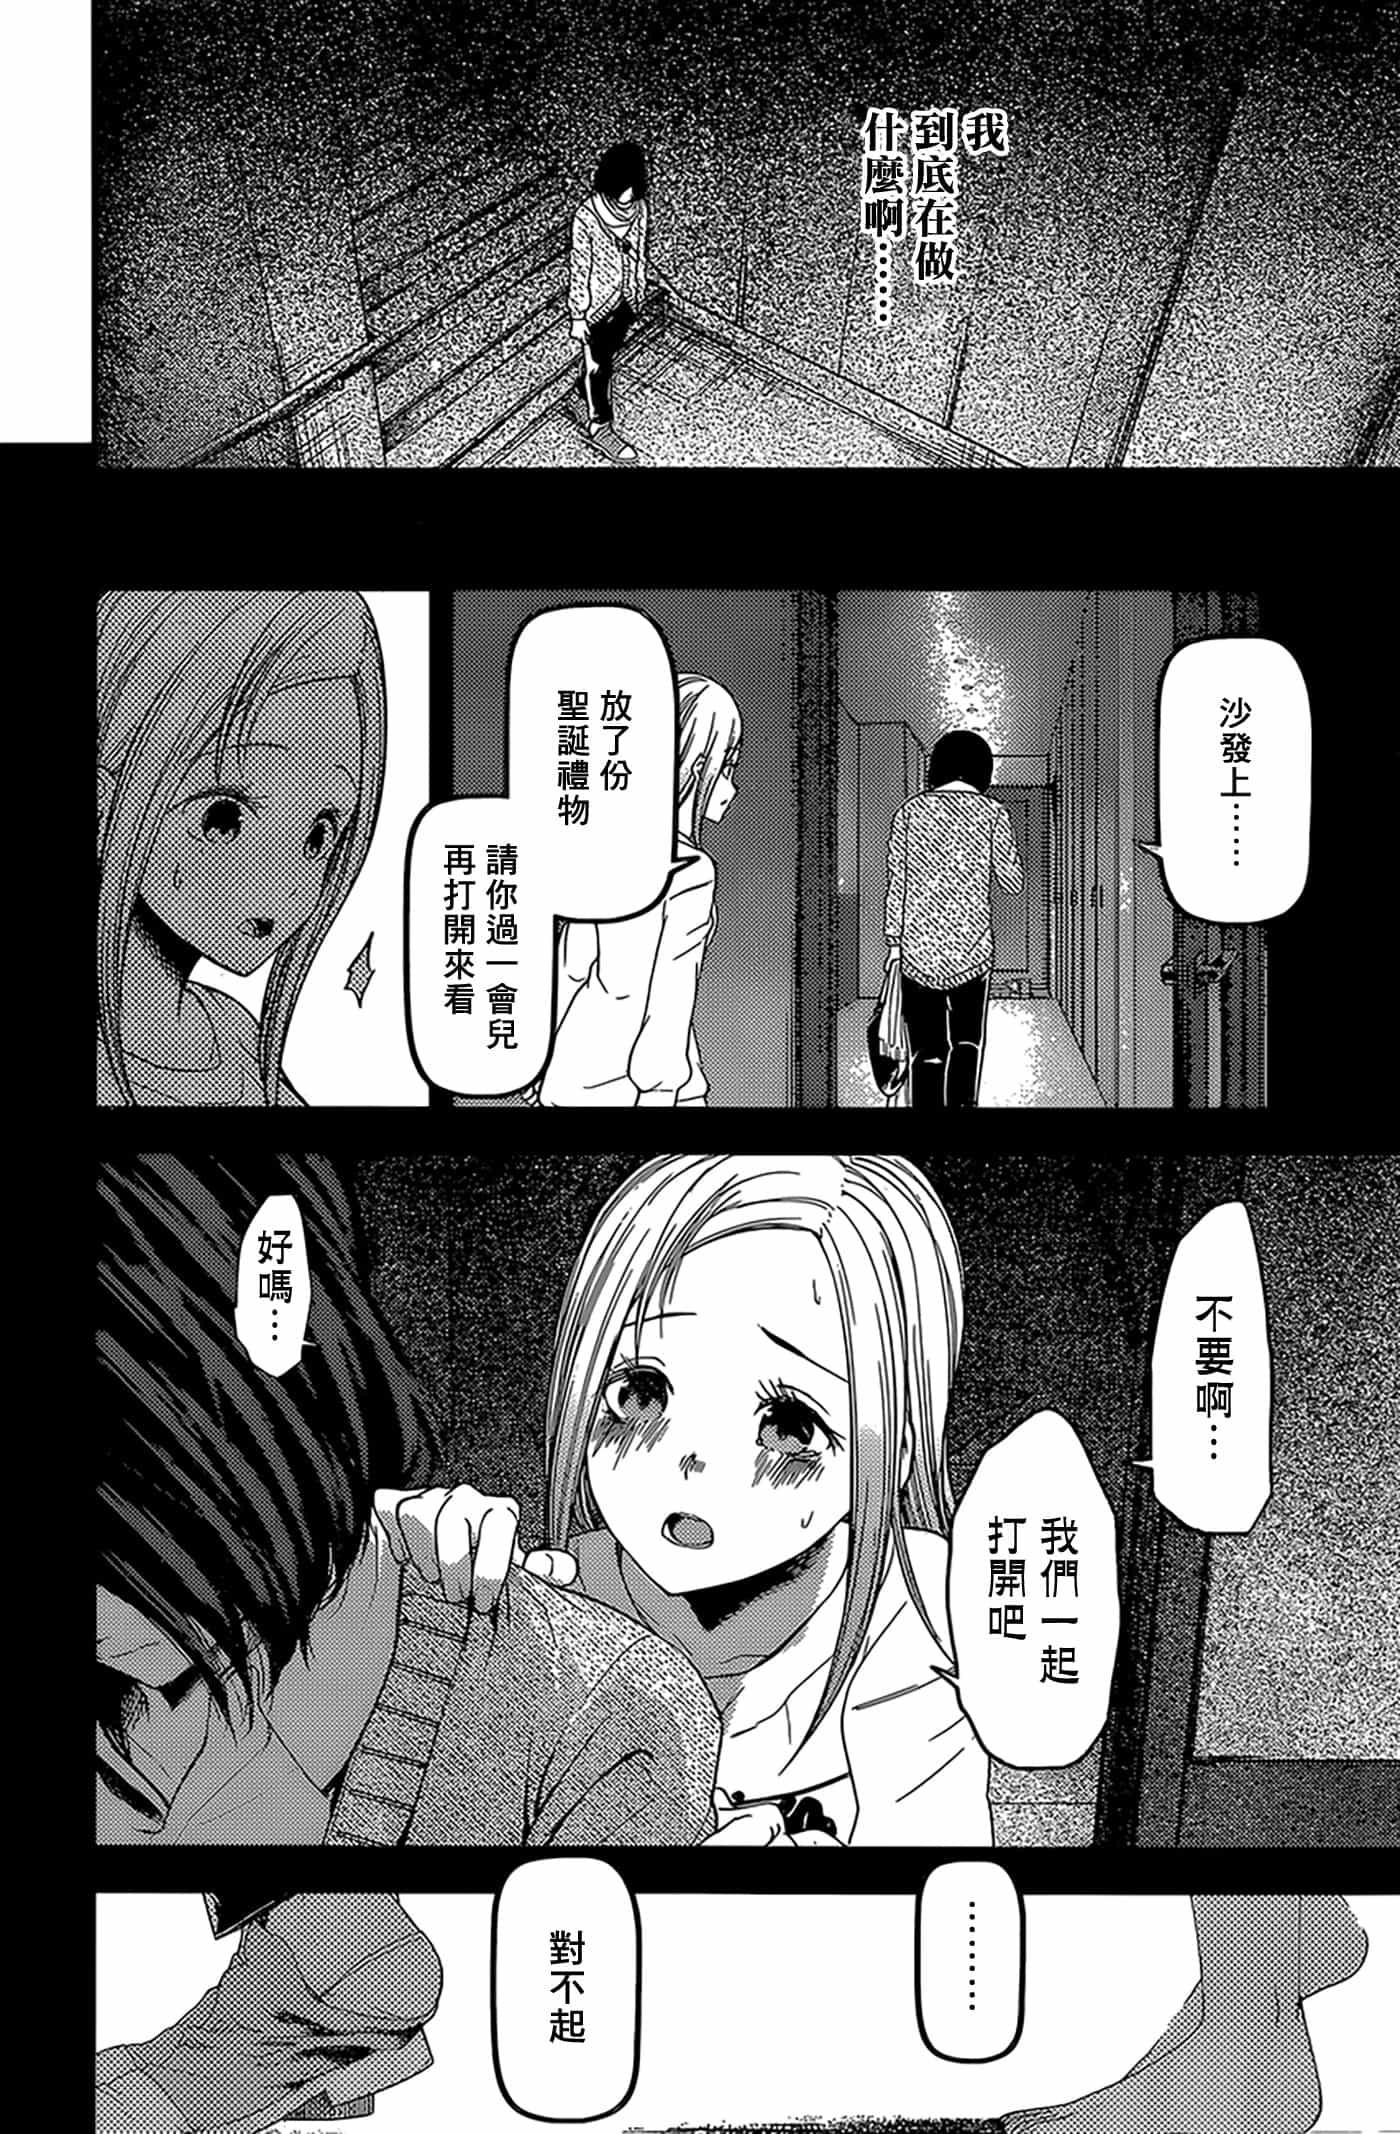 我
到底在做
什麼啊……
沙發上……
放了份
聖誕禮物
請你過一會兒
再打開來看
不要啊…
我們一起
打開吧
好嗎…
………
對不起